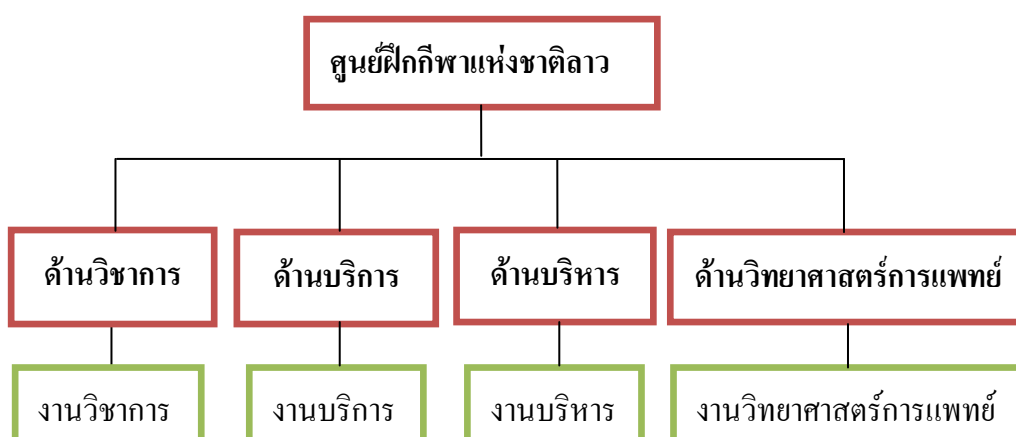 ศูนย์ฝึกกีฬาแห่งชาติลาว
ด้านวิชาการ
ด้านบริการ
ด้านบริหาร
ด้านวิทยาศาสตร์การแพทย์
งานวิชาการ
งานบริการ
งานบริหาร
งานวิทยาศาสตร์การแพทย์